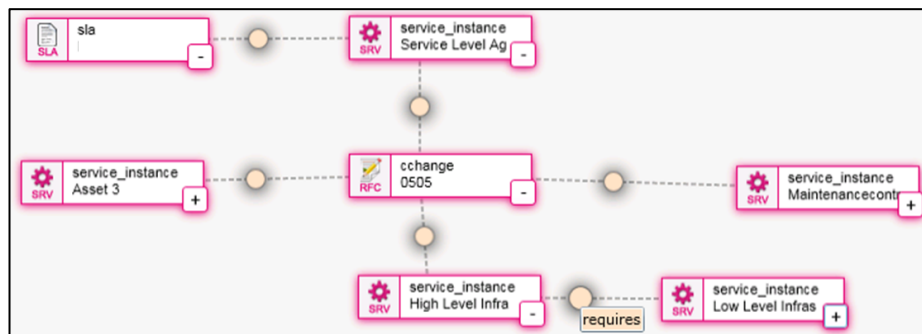 sla
SLA
-
service_instance
Service Level Ag
SRV
-
service_instance
Asset 3
SRV
+
cchange
0505
RFC
-
service_instance
Maintenancecontr
SRV
+
service_instance
High Level Infra
SRV
-
requires
service_instance
Low Level Infras
SRV
+